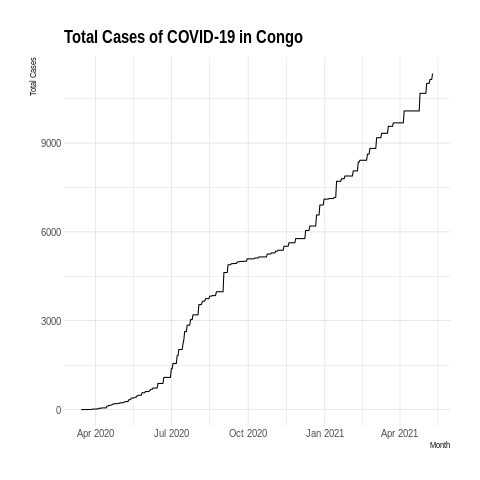 Total Cases of COVID-19 in Congo
Total Cases
9000
6000
3000
0
Apr 2020 Jul 2020 Oct 2020 Jan 2021 Apr 2021
Month